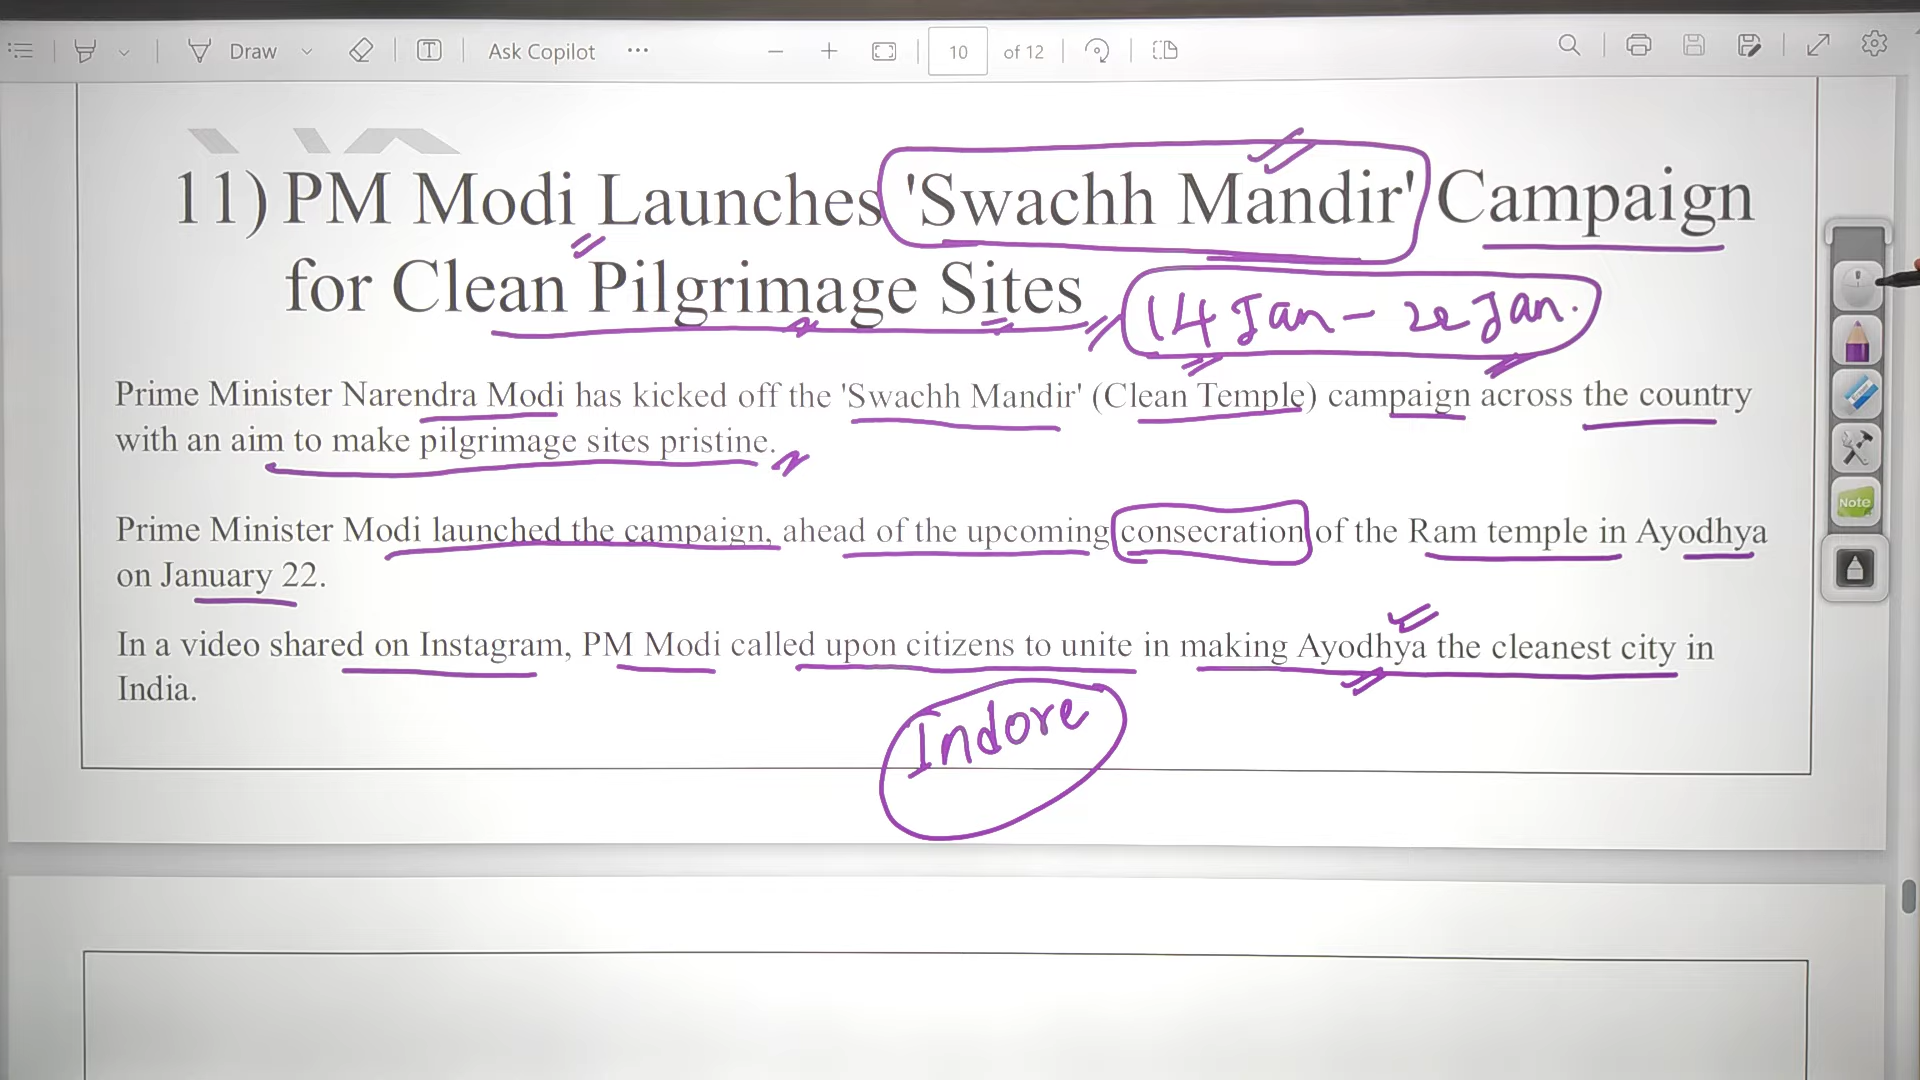 Draw
Ask Copilot
10 of 12
11) PM Modi Launches 'Swachh Mandir' Campaign
for Clean Pilgrimage Sites
14 Jan - 22 Jan.
Prime Minister Narendra Modi has kicked off the 'Swachh Mandir' (Clean Temple) campaign across the country
with an aim to make pilgrimage sites pristine.
Note
Prime Minister Modi launched the campaign, ahead of the upcoming consecration of the Ram temple in Ayodhya
on January 22.
In a video shared on Instagram, PM Modi called upon citizens to unite in making Ayodhya the cleanest city in
India.
Indore